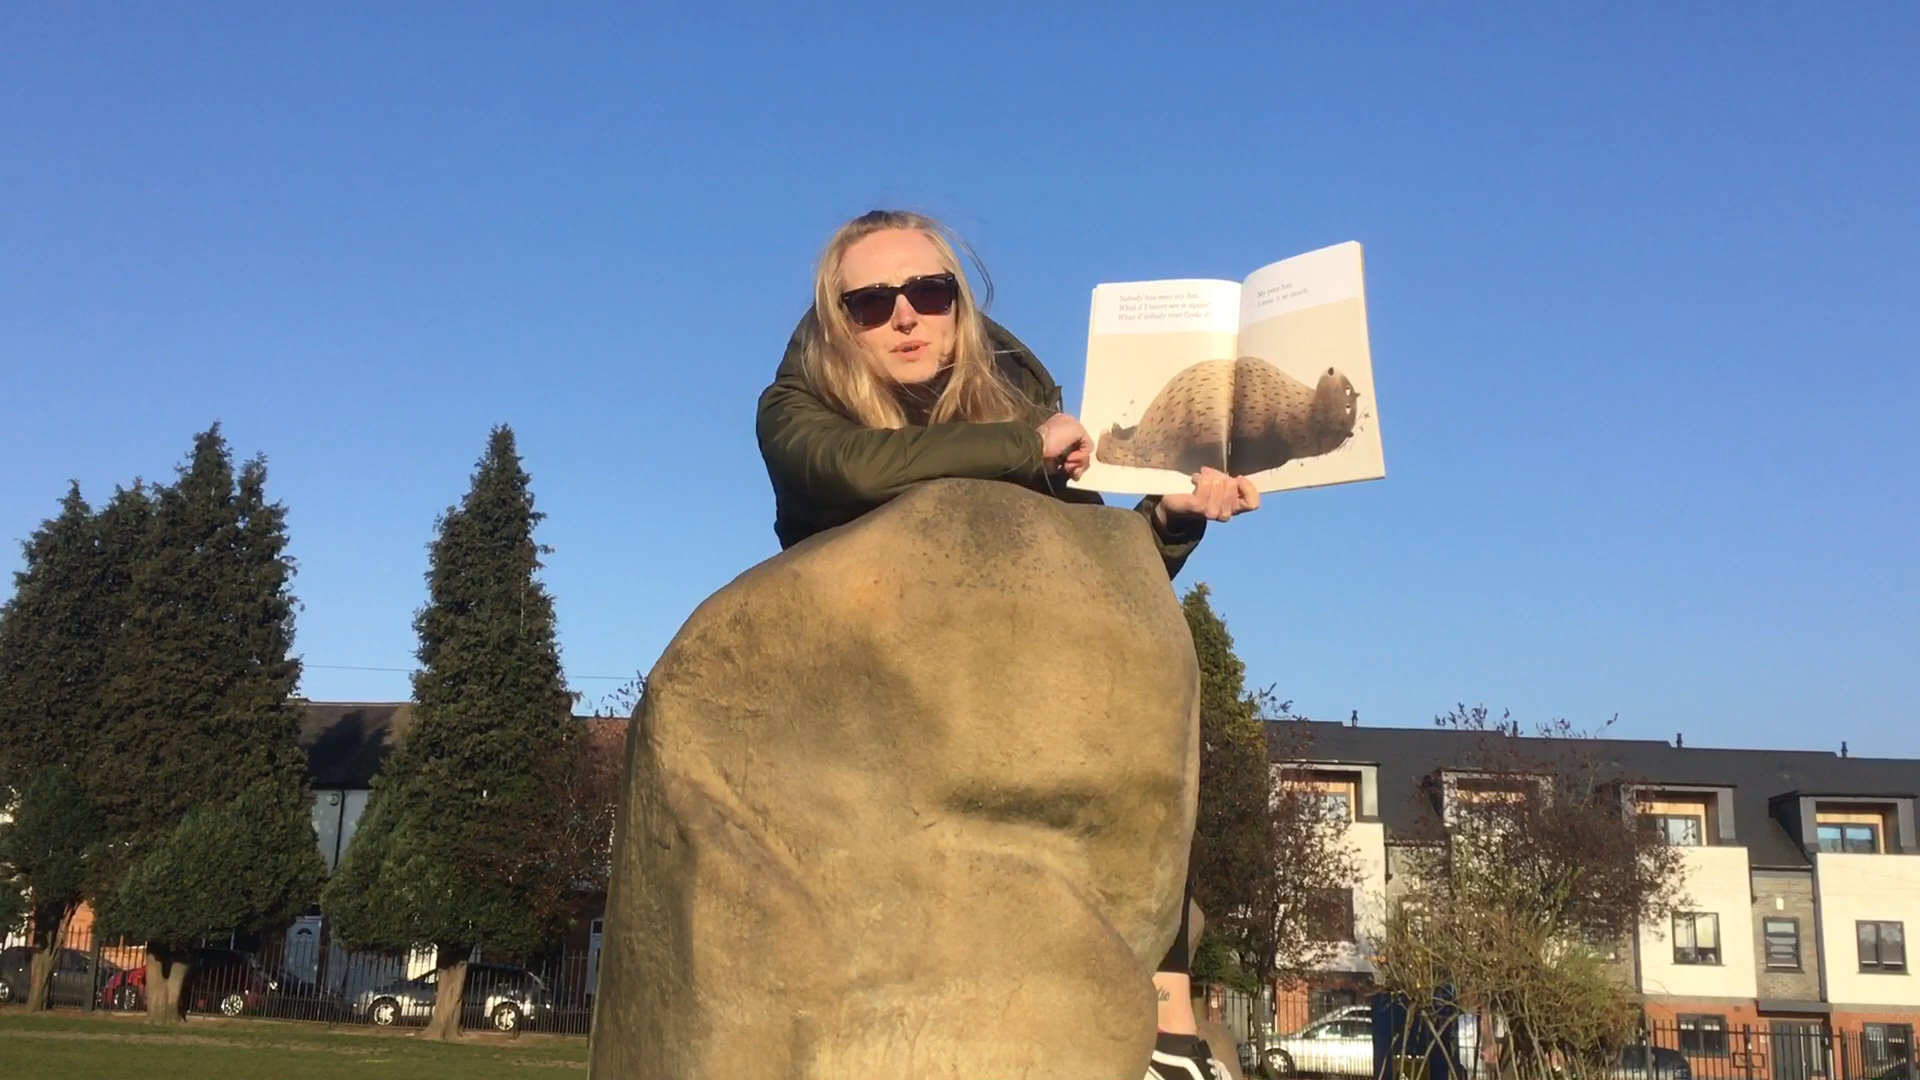 Nobody has seen my hat.
What if I never see it again?
What if nobody ever finds it?
My poor hat.
I miss it so much.